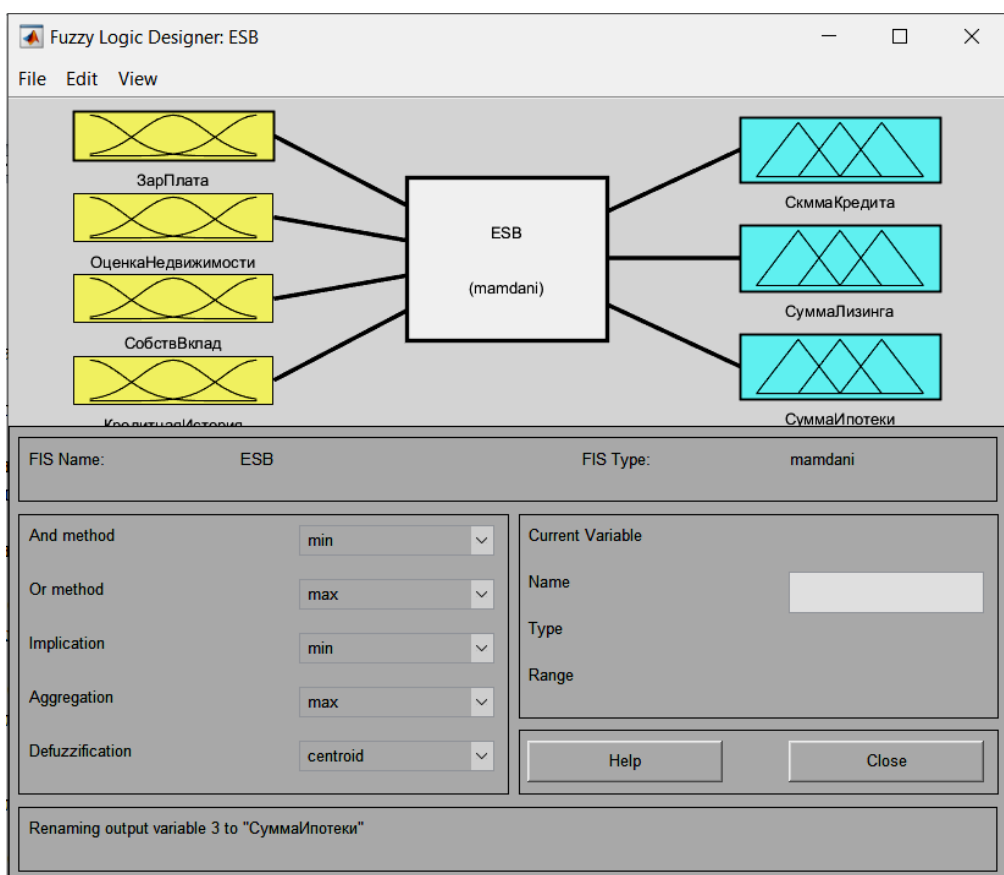 Fuzzy Logic Designer: ESB
File Edit View
ЗарПлата
ОценкаНедвижимости
СобствВклад
КредитнаяИстория
ESB
(mamdani)
СкммаКредита
СуммаЛизинга
СуммаИпотеки
FIS Name: ESB FIS Type: mamdani
And method min
Or method max
Implication min
Aggregation max
Defuzzification centroid
Current Variable
Name
Type
Range
Help Close
Renaming output variable 3 to "СуммаИпотеки"